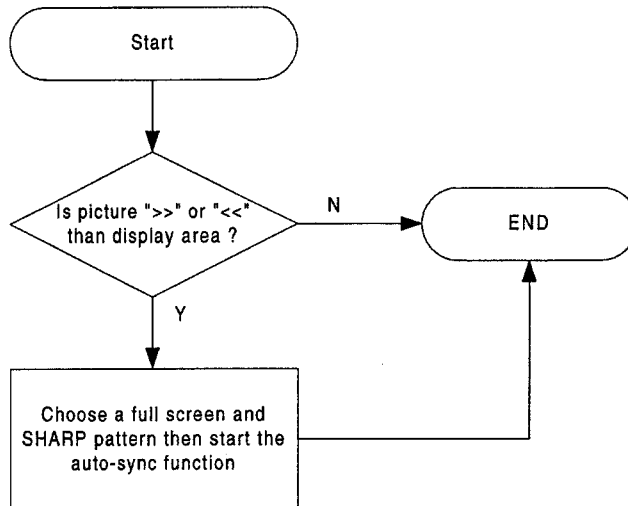 Start
Is picture ">>" or "<<"
than display area ?
N
END
Y
Choose a full screen and
SHARP pattern then start the
auto-sync function